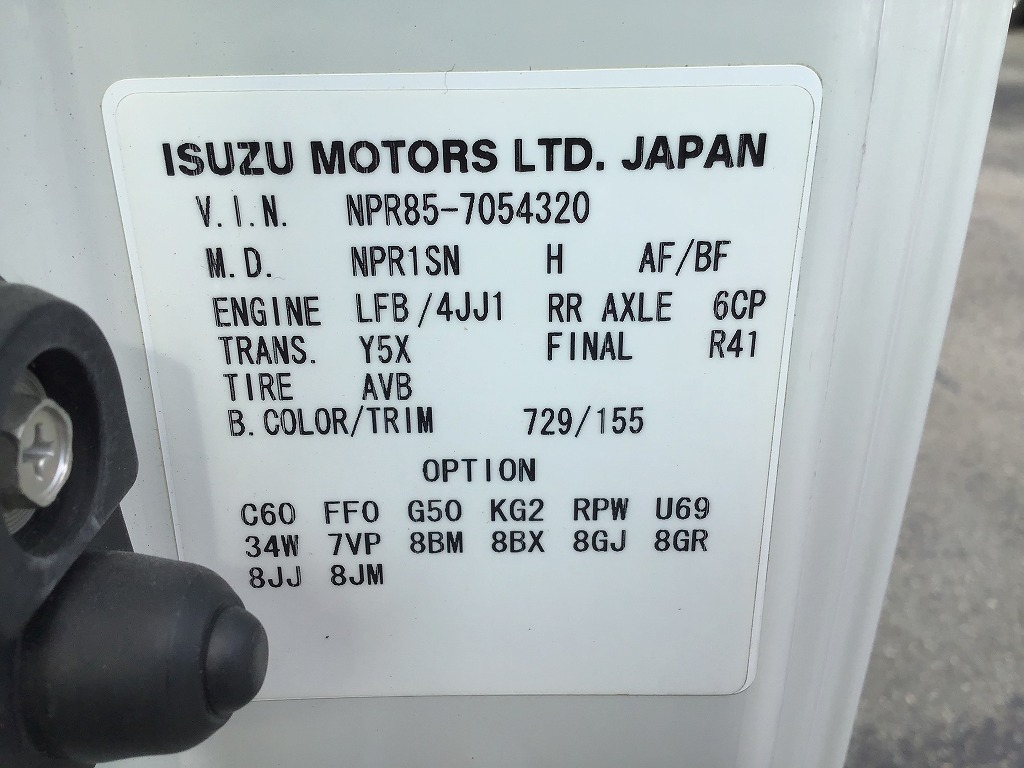 ISUZU MOTORS LTD. JAPAN
V.I.N. NPR85-7054320
M.D. NPR1SN H AF/BF
ENGINE LFB/4JJ1 RR AXLE 6CP
TRANS. Y5X FINAL R41
TIRE AVB
B.COLOR/TRIM 729/155
OPTION
C60 FF0 G50 KG2 RPW U69
34W 7VP 8BM 8BX 8GJ 8GR
8JJ 8JM